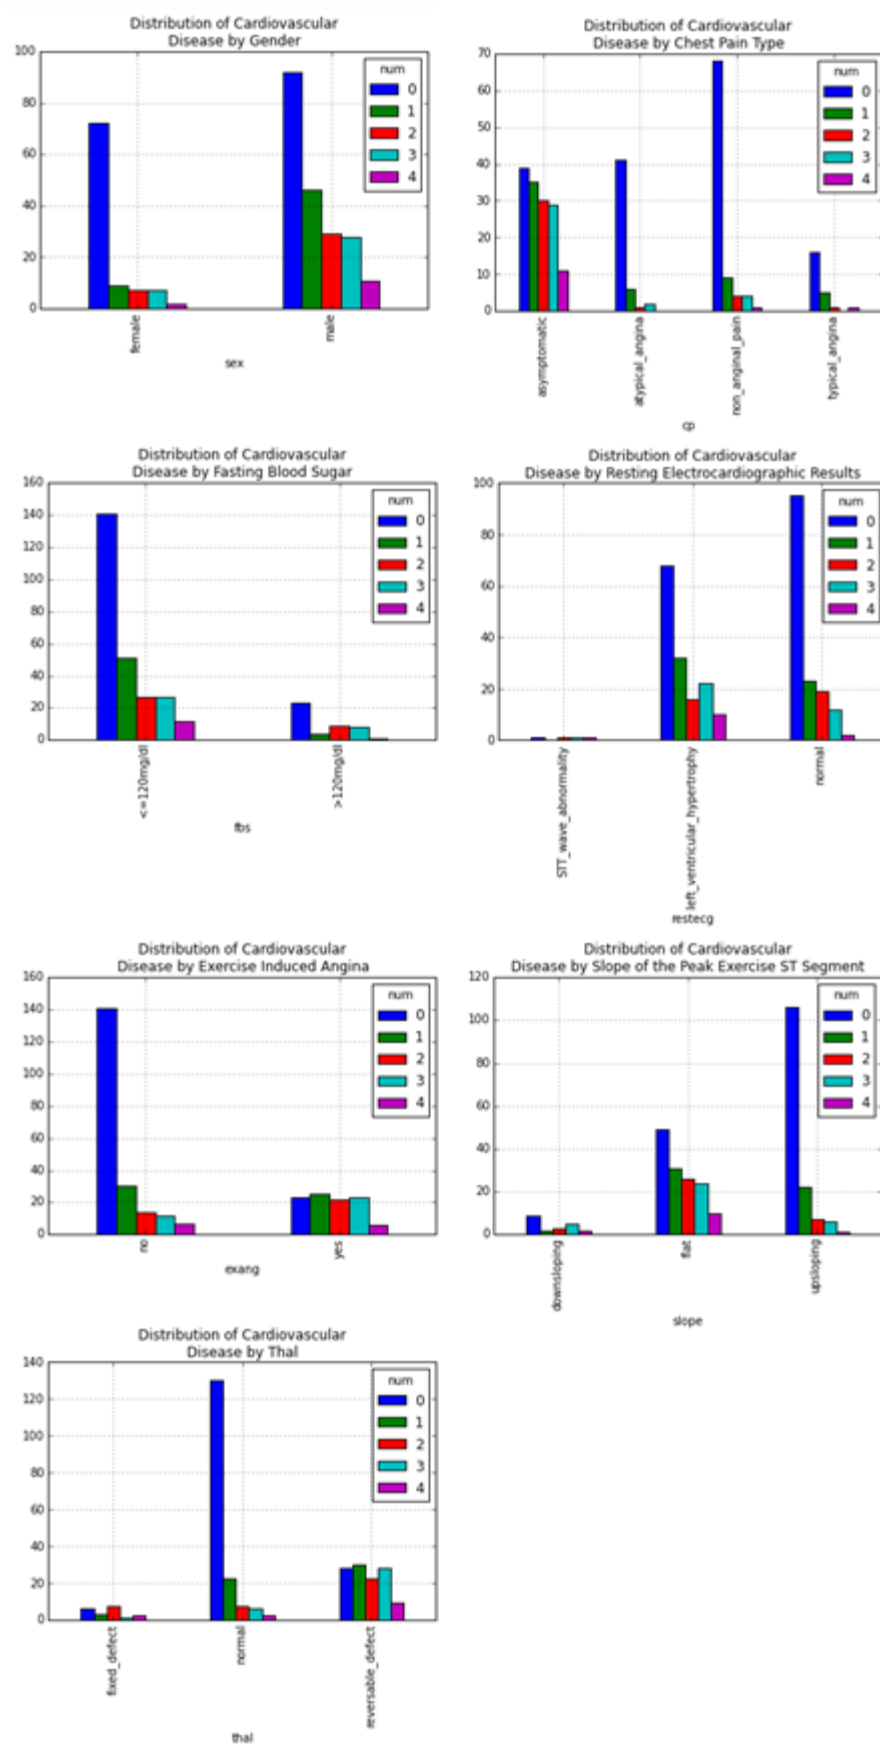 Distribution of Cardiovascular
Disease by Gender
100
80
60
40
20
0
num
0
1
2
3
4
female
male
sex
Distribution of Cardiovascular
Disease by Chest Pain Type
70
60
50
40
30
20
10
0
num
0
1
2
3
4
asymptomatic
atypical_angina
non_anginal_pain
typical_angina
cp
Distribution of Cardiovascular
Disease by Fasting Blood Sugar
160
140
120
100
80
60
40
20
0
num
0
1
2
3
4
<=120mg/dl
>120mg/dl
fbs
Distribution of Cardiovascular
Disease by Resting Electrocardiographic Results
100
80
60
40
20
0
num
0
1
2
3
4
STT_wave_abnormality
left_ventricular_hypertrophy
normal
restecg
Distribution of Cardiovascular
Disease by Exercise Induced Angina
160
140
120
100
80
60
40
20
0
num
0
1
2
3
4
no
yes
exang
Distribution of Cardiovascular
Disease by Slope of the Peak Exercise ST Segment
120
100
80
60
40
20
0
num
0
1
2
3
4
downsloping
flat
upsloping
slope
Distribution of Cardiovascular
Disease by Thal
140
120
100
80
60
40
20
0
num
0
1
2
3
4
fixed_defect
normal
reversable_defect
thal